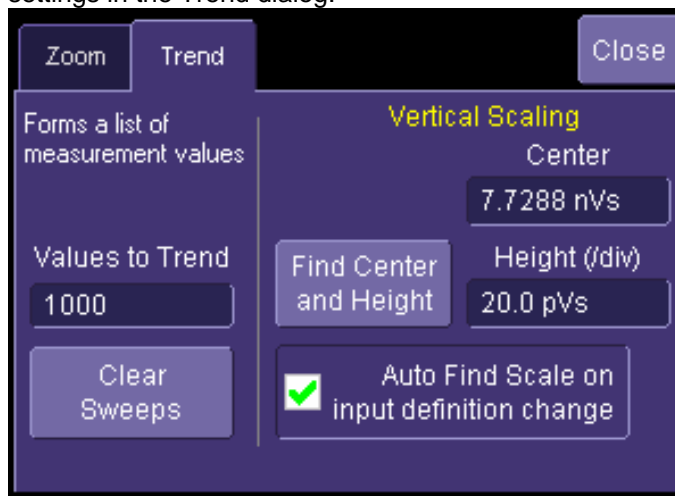 settings in the Trend dialog.
Zoom
Trend
Close
Forms a list of
measurement values
Values to Trend
1000
Clear
Sweeps
Vertical Scaling
Center
7.7288 nVs
Find Center
and Height
Height (/div)
20.0 pVs
Auto Find Scale on
input definition change